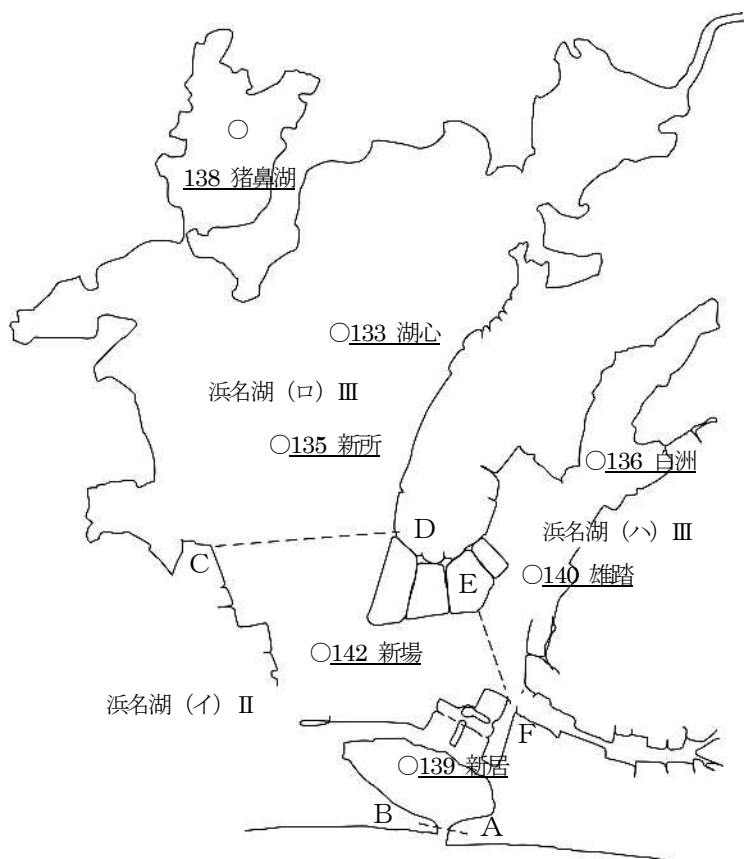 ○
138 猪鼻湖
○133 湖心
浜名湖（ロ）Ⅲ
○135 新所
○136 白洲
D
浜名湖（ハ）Ⅲ
C
E
○140 雄踏
○142 新場
浜名湖（イ）Ⅱ
F
○139 新居
B
A